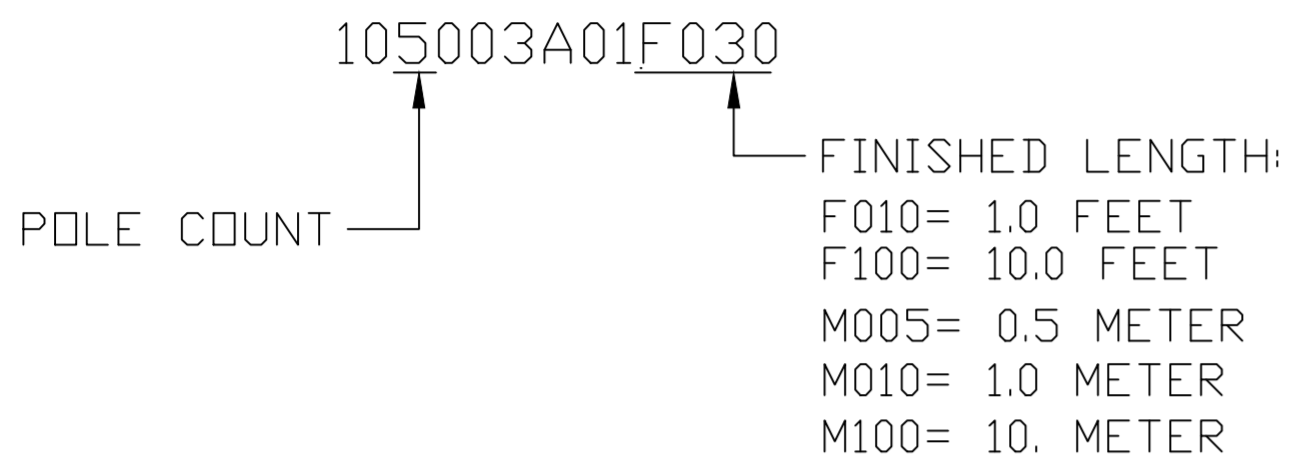 105003A01F030
FINISHED LENGTH:
POLE COUNT
F010= 1.0 FEET
F100= 10.0 FEET
M005= 0.5 METER
M010= 1.0 METER
M100= 10. METER